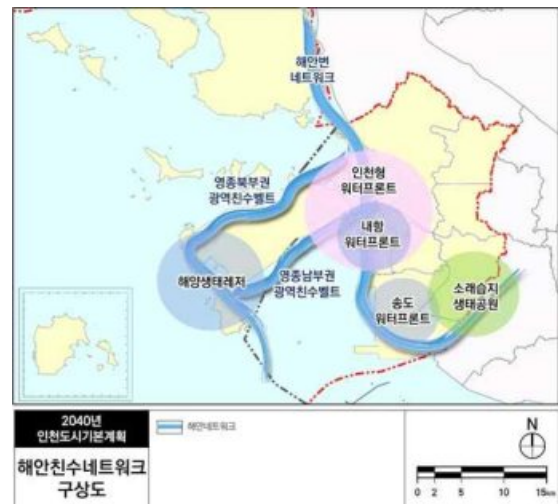 해안변
네트워크
인천형
워터프론트
영종북부권
광역친수벨트
내항
워터프론트
해양생태레저
영종남부권
광역친수벨트
송도
워터프론트
소래습지
생태공원
2040년
인천도시기본계획
해안친수네트워크
구상도
해안네트워크
N
0 2 5 10 15km